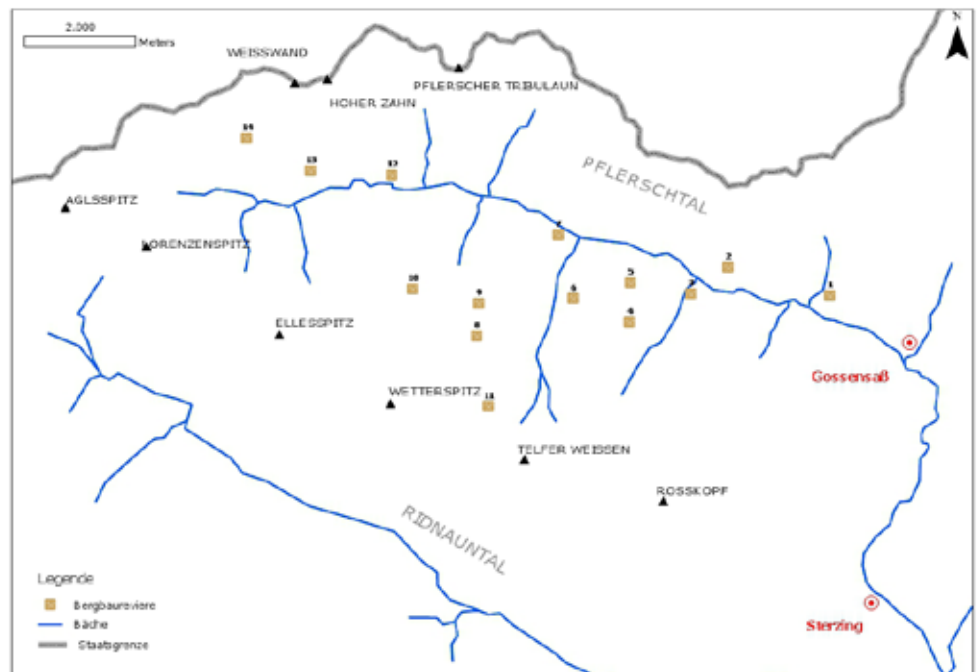 2.000
Meters
N
WEISSWAND
PFLERSCHER TRIBULAUN
HOHER ZAHN
14
13
12
PFLERSCHTAL
AGLSSPITZ
LORENZENSPITZ
2
10
5
1
9
6
3
ELLESSPITZ
8
4
Gossensaß
WETTERSPITZ
11
TELFER WEISSEN
ROSSKOPF
RIDNAUNTAL
Legende
Bergbaureviere
Bäche
Staatsgrenze
Sterzing